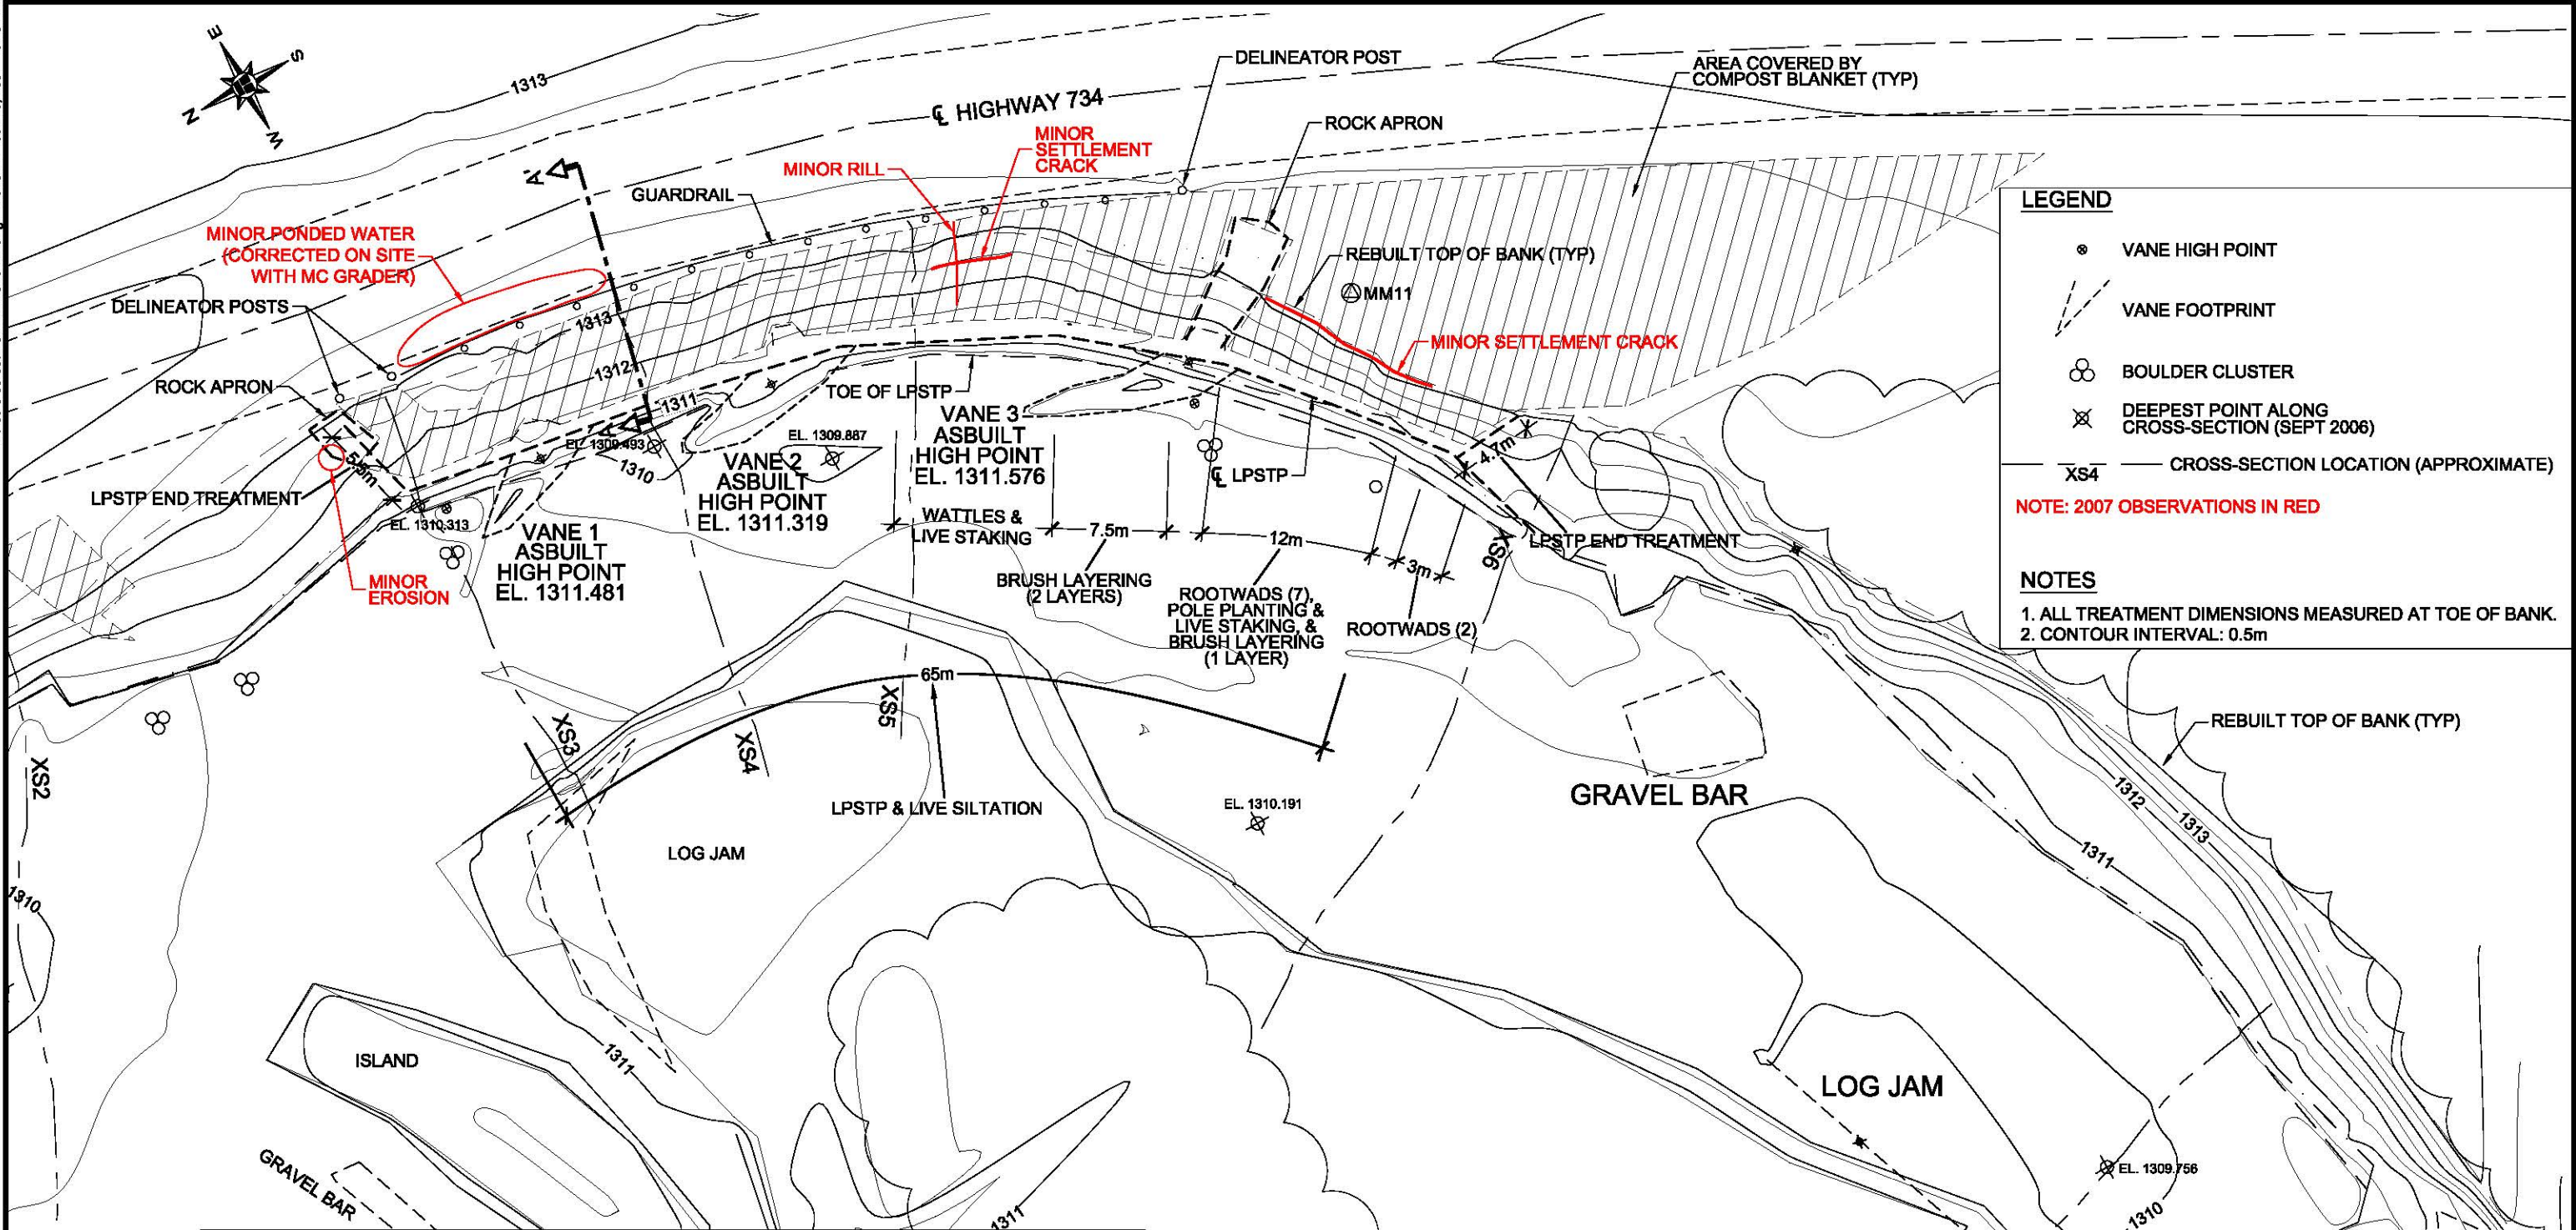 E
S
N
W
1313
℄ HIGHWAY 734
DELINEATOR POST
AREA COVERED BY
COMPOST BLANKET (TYP)
ROCK APRON
MINOR
SETTLEMENT
CRACK
MINOR RILL
A'
GUARDRAIL
MINOR PONDED WATER
(CORRECTED ON SITE
WITH MC GRADER)
DELINEATOR POSTS
1313
REBUILT TOP OF BANK (TYP)
MM11
MINOR SETTLEMENT CRACK
1312
ROCK APRON
1311
TOE OF LPSTP
A
EL. 1309.493
1310
EL. 1309.887
5.5m
LPSTP END TREATMENT
EL. 1310.313
VANE 1
ASBUILT
HIGH POINT
EL. 1311.481
VANE 2
ASBUILT
HIGH POINT
EL. 1311.319
VANE 3
ASBUILT
HIGH POINT
EL. 1311.576
℄ LPSTP
4.7m
MINOR
EROSION
WATTLES &
LIVE STAKING
7.5m
12m
3m
BRUSH LAYERING
(2 LAYERS)
ROOTWADS (7),
POLE PLANTING &
LIVE STAKING, &
BRUSH LAYERING
(1 LAYER)
ROOTWADS (2)
XS6
LPSTP END TREATMENT
65m
XS2
XS3
XS4
XS5
LPSTP & LIVE SILTATION
EL. 1310.191
GRAVEL BAR
LOG JAM
1310
1311
ISLAND
GRAVEL BAR
1311
LOG JAM
EL. 1309.756
1310
1311
1312
1313
REBUILT TOP OF BANK (TYP)
LEGEND
VANE HIGH POINT
VANE FOOTPRINT
BOULDER CLUSTER
DEEPEST POINT ALONG
CROSS-SECTION (SEPT 2006)
XS4
CROSS-SECTION LOCATION (APPROXIMATE)
NOTE: 2007 OBSERVATIONS IN RED
NOTES
1. ALL TREATMENT DIMENSIONS MEASURED AT TOE OF BANK.
2. CONTOUR INTERVAL: 0.5m